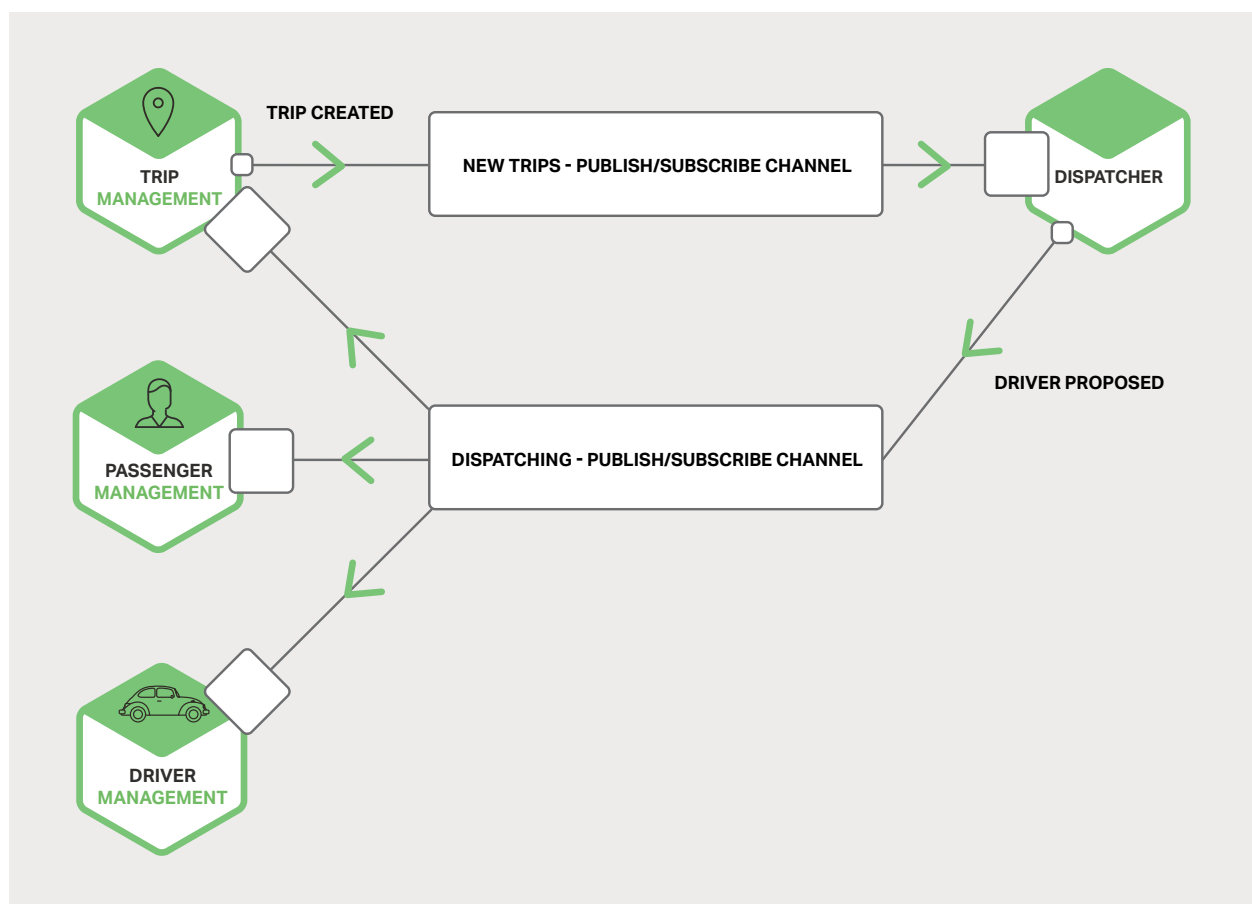 TRIP CREATED
NEW TRIPS - PUBLISH/SUBSCRIBE CHANNEL
TRIP
MANAGEMENT
DISPATCHER
DRIVER PROPOSED
DISPATCHING - PUBLISH/SUBSCRIBE CHANNEL
PASSENGER
MANAGEMENT
DRIVER
MANAGEMENT